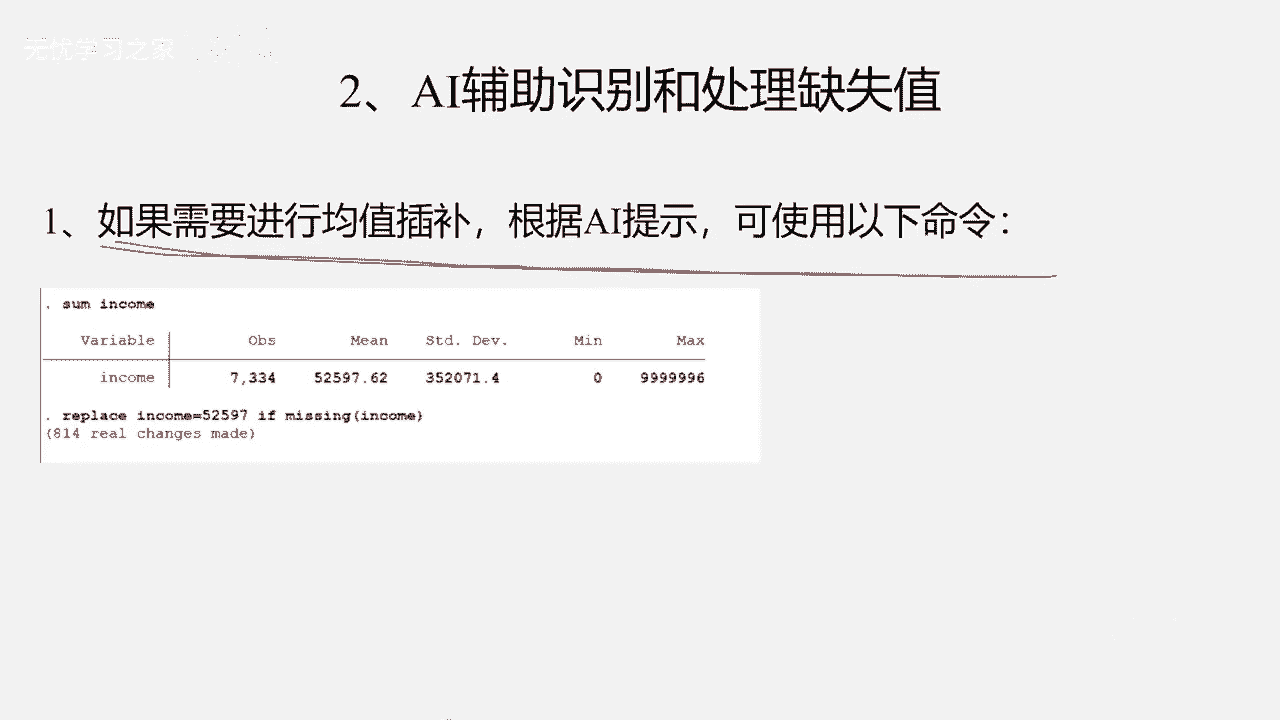 无忧学习之家
2、AI辅助识别和处理缺失值
1、如果需要进行均值插补，根据AI提示，可使用以下命令：
. sum income
Variable Obs Mean Std. Dev. Min Max
income 7,334 52597.62 352071.4 0 9999996
. replace income=52597 if missing(income)
(814 real changes made)